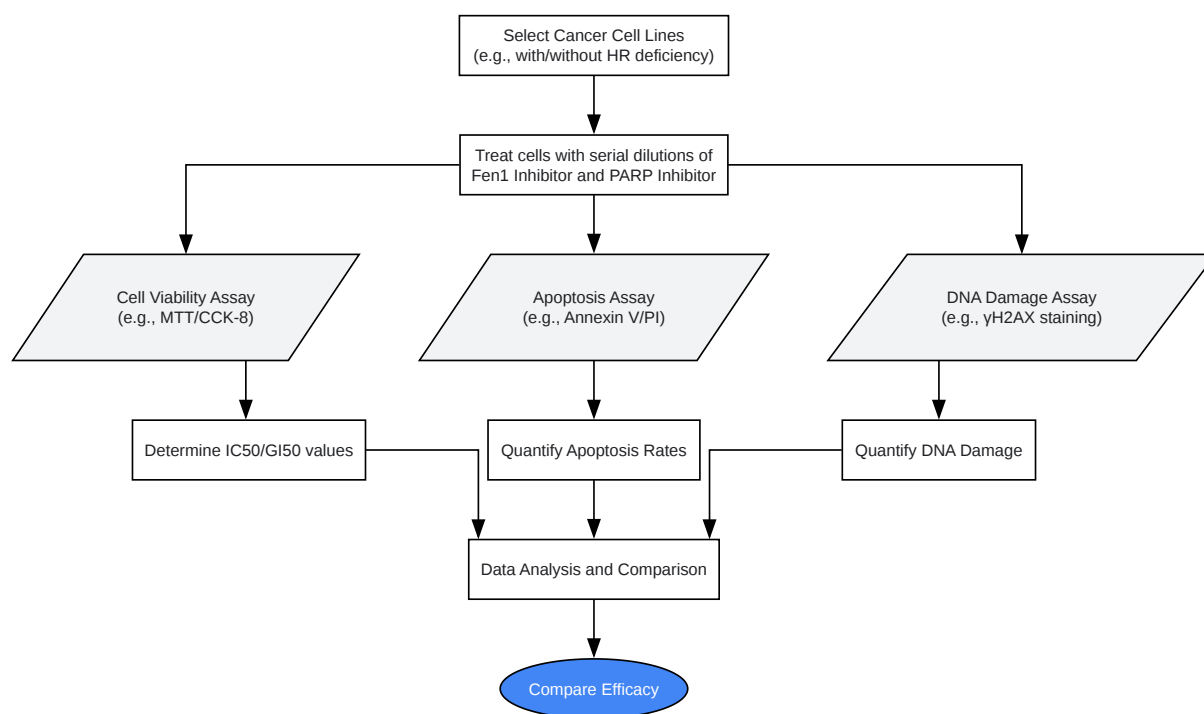 Select Cancer Cell Lines
(e.g., with/without HR deficiency)
Treat cells with serial dilutions of
Fen1 Inhibitor and PARP Inhibitor
Cell Viability Assay
(e.g., MTT/CCK-8)
Apoptosis Assay
(e.g., Annexin V/PI)
DNA Damage Assay
(e.g., γH2AX staining)
Determine IC50/GI50 values
Quantify Apoptosis Rates
Quantify DNA Damage
Data Analysis and Comparison
Compare Efficacy